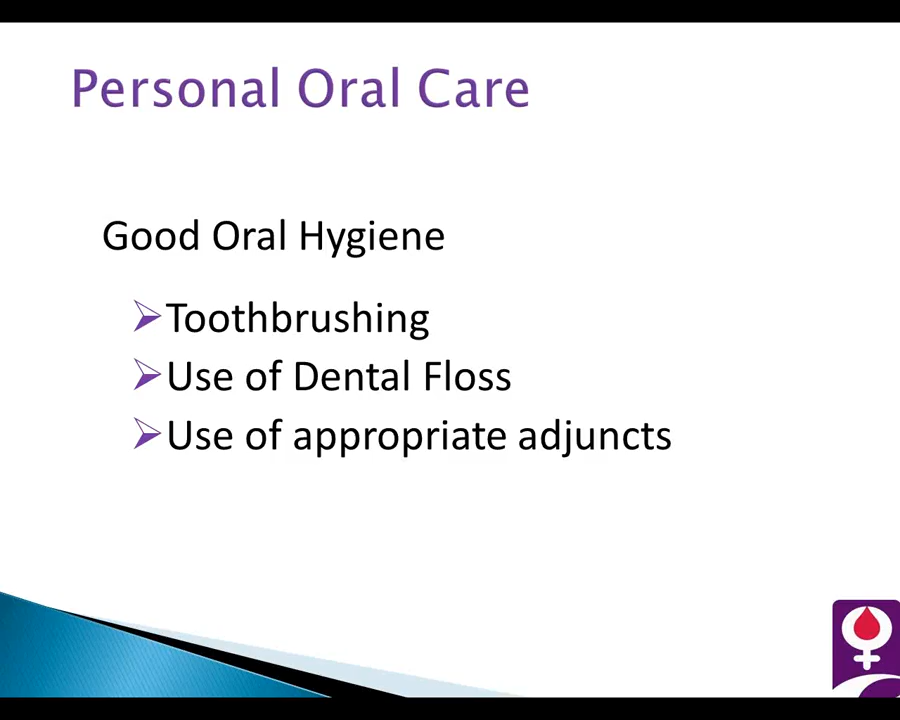 Personal Oral Care
Good Oral Hygiene
Toothbrushing
Use of Dental Floss
Use of appropriate adjuncts